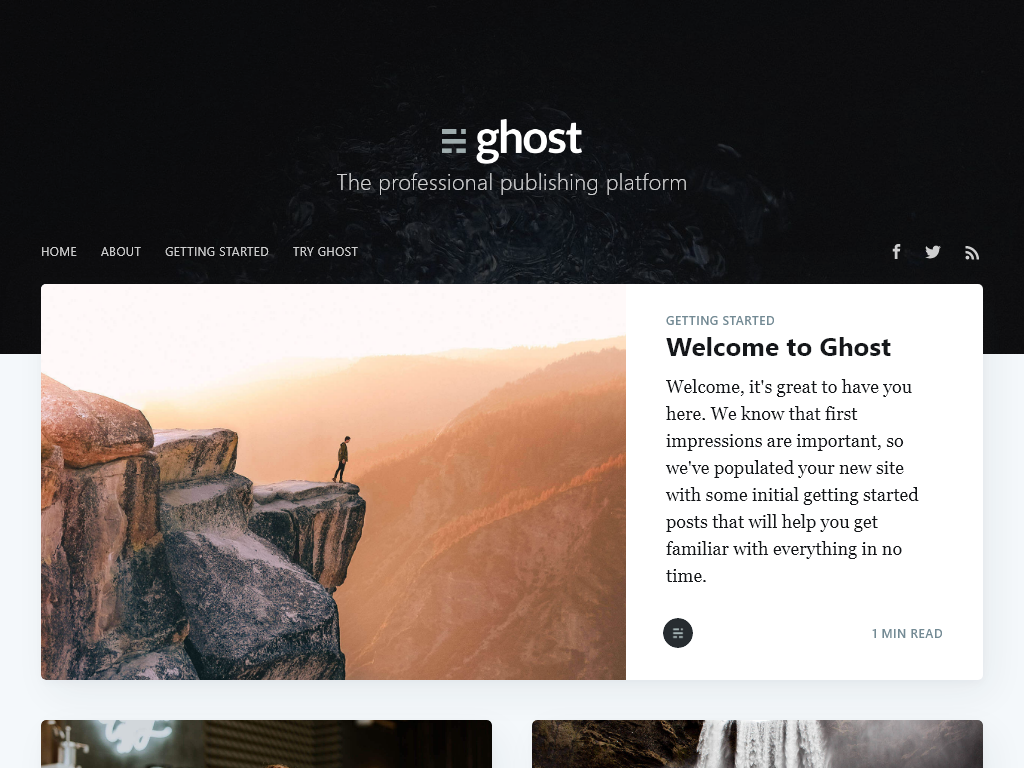 ghost
The professional publishing platform
HOME ABOUT GETTING STARTED TRY GHOST
GETTING STARTED
Welcome to Ghost
Welcome, it's great to have you
here. We know that first
impressions are important, so
we've populated your new site
with some initial getting started
posts that will help you get
familiar with everything in no
time.
1 MIN READ